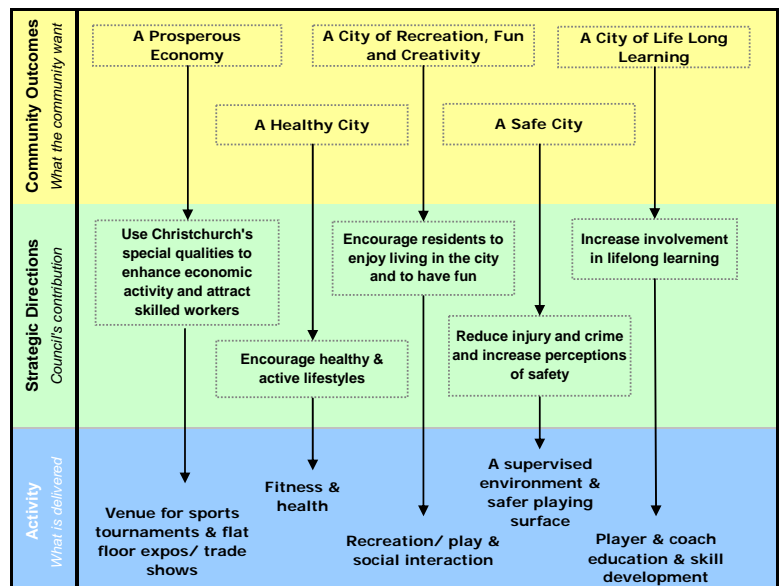 Community Outcomes
What the community want
A Prosperous
Economy
A City of Recreation, Fun
and Creativity
A City of Life Long
Learning
A Healthy City
A Safe City
Strategic Directions
Council's contribution
Use Christchurch's
special qualities to
enhance economic
activity and attract
skilled workers
Encourage residents to
enjoy living in the city
and to have fun
Increase involvement
in lifelong learning
Encourage healthy &
active lifestyles
Reduce injury and crime
and increase perceptions
of safety
Activity
What is delivered
Venue for sports
tournaments & flat
floor expos/ trade
shows
Fitness &
health
Recreation/ play &
social interaction
A supervised
environment &
safer playing
surface
Player & coach
education & skill
development